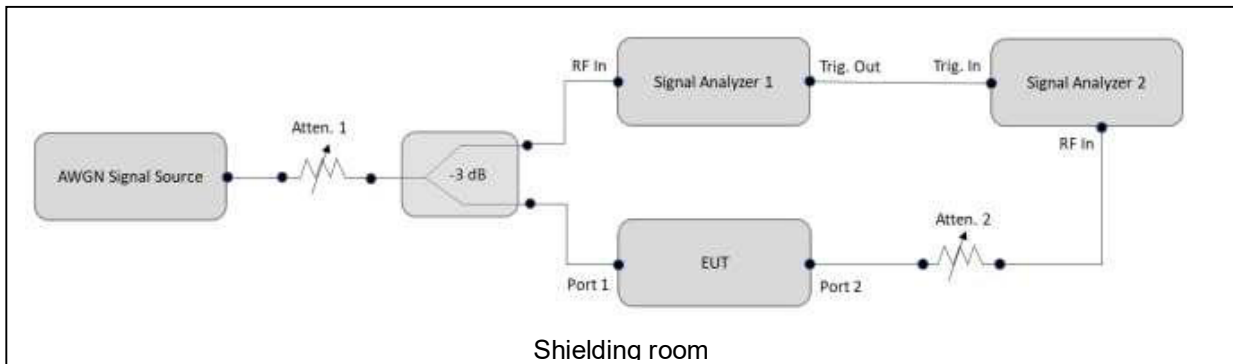 RF In
Signal Analyzer 1
Trig. Out
Trig. In
Signal Analyzer 2
RF In
Atten. 1
AWGN Signal Source
-3 dB
Atten. 2
EUT
Port 1
Port 2
Shielding room